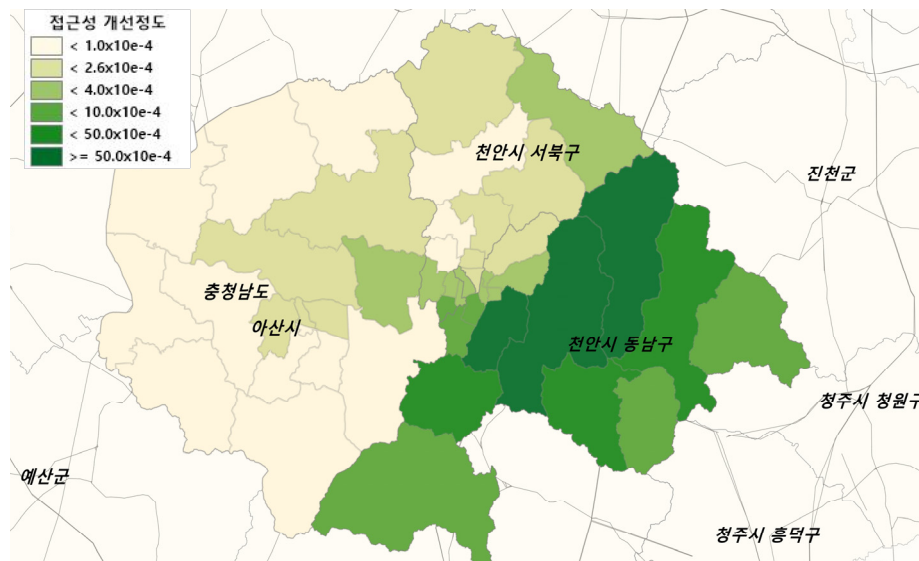 접근성 개선정도
< 1.0x10e-4
< 2.6x10e-4
< 4.0x10e-4
< 10.0x10e-4
< 50.0x10e-4
>= 50.0x10e-4
천안시 서북구
진천군
충청남도
아산시
천안시 동남구
청주시 청원구
예산군
청주시 흥덕구